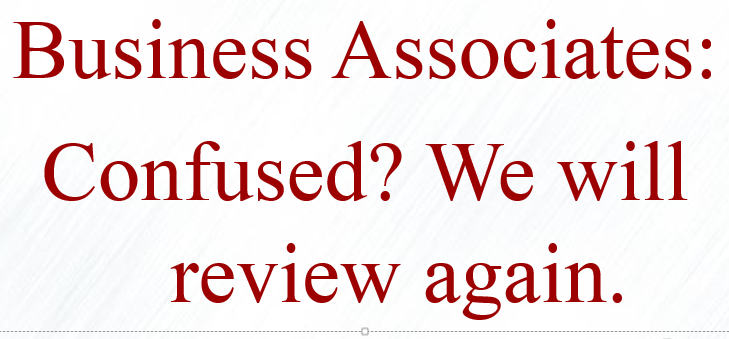 Business Associates:
Confused? We will
review again.